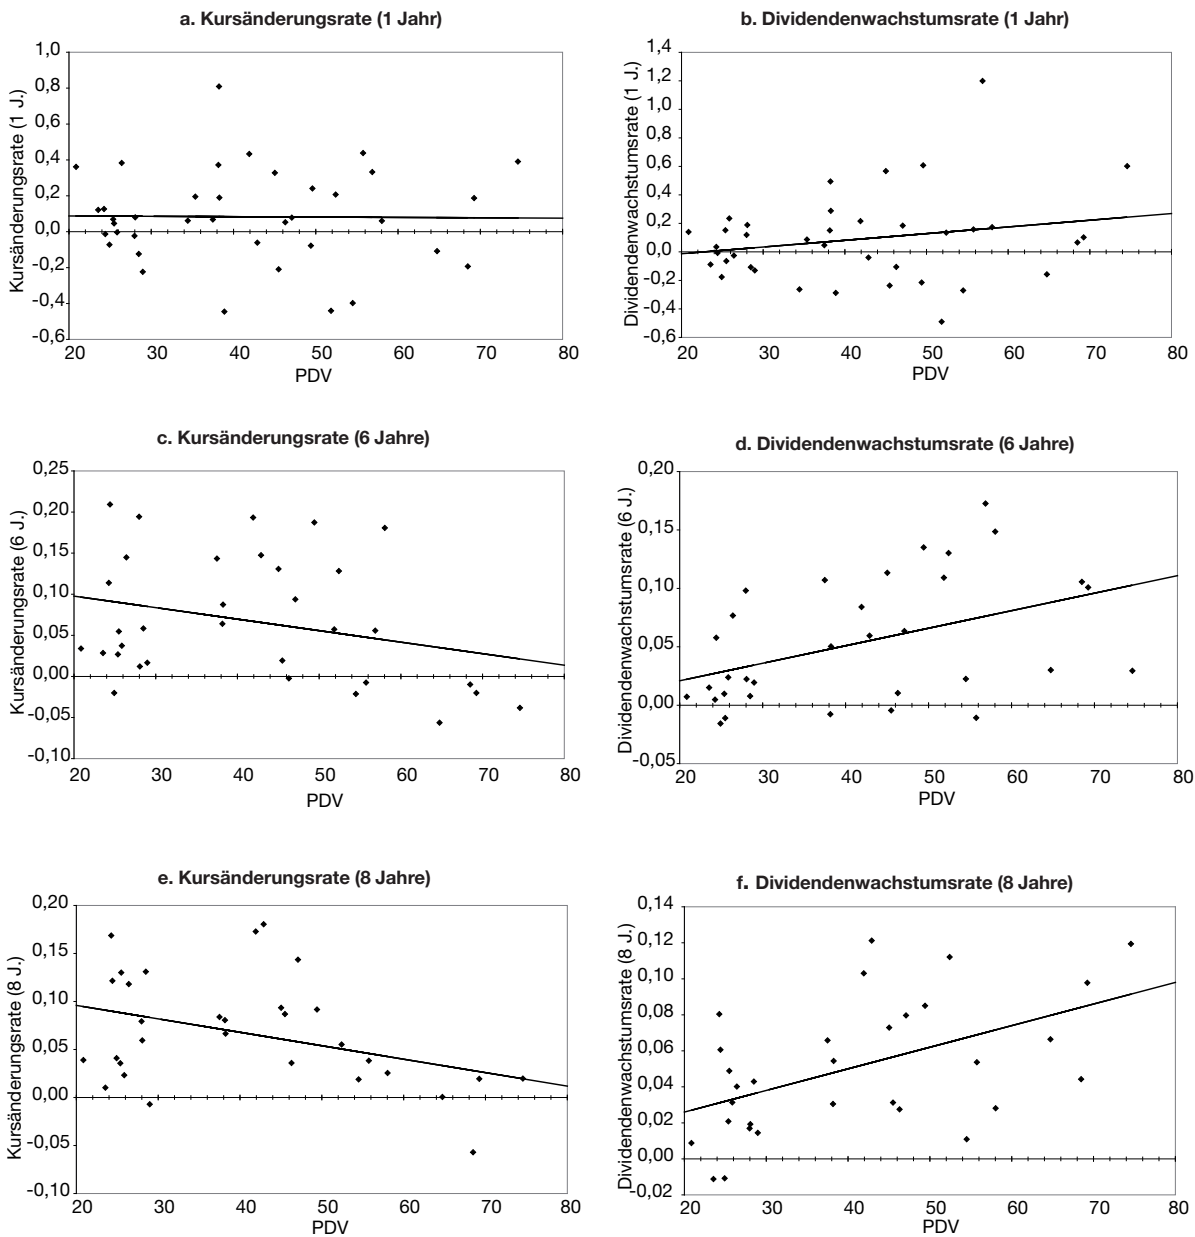 a. Kursänderungsrate (1 Jahr)
Kursänderungsrate (1 J.)
1,0
0,8
0,6
0,4
0,2
0,0
-0,2
-0,4
-0,6
20 30 40 50 60 70 80
PDV
b. Dividendenwachstumsrate (1 Jahr)
Dividendenwachstumsrate (1 J.)
1,4
1,2
1,0
0,8
0,6
0,4
0,2
0,0
-0,2
-0,4
-0,6
20 30 40 50 60 70 80
PDV
c. Kursänderungsrate (6 Jahre)
Kursänderungsrate (6 J.)
0,25
0,20
0,15
0,10
0,05
0,00
-0,05
-0,10
20 30 40 50 60 70 80
PDV
d. Dividendenwachstumsrate (6 Jahre)
Dividendenwachstumsrate (6 J.)
0,20
0,15
0,10
0,05
0,00
-0,05
20 30 40 50 60 70 80
PDV
e. Kursänderungsrate (8 Jahre)
Kursänderungsrate (8 J.)
0,20
0,15
0,10
0,05
0,00
-0,05
-0,10
20 30 40 50 60 70 80
PDV
f. Dividendenwachstumsrate (8 Jahre)
Dividendenwachstumsrate (8 J.)
0,14
0,12
0,10
0,08
0,06
0,04
0,02
0,00
-0,02
20 30 40 50 60 70 80
PDV